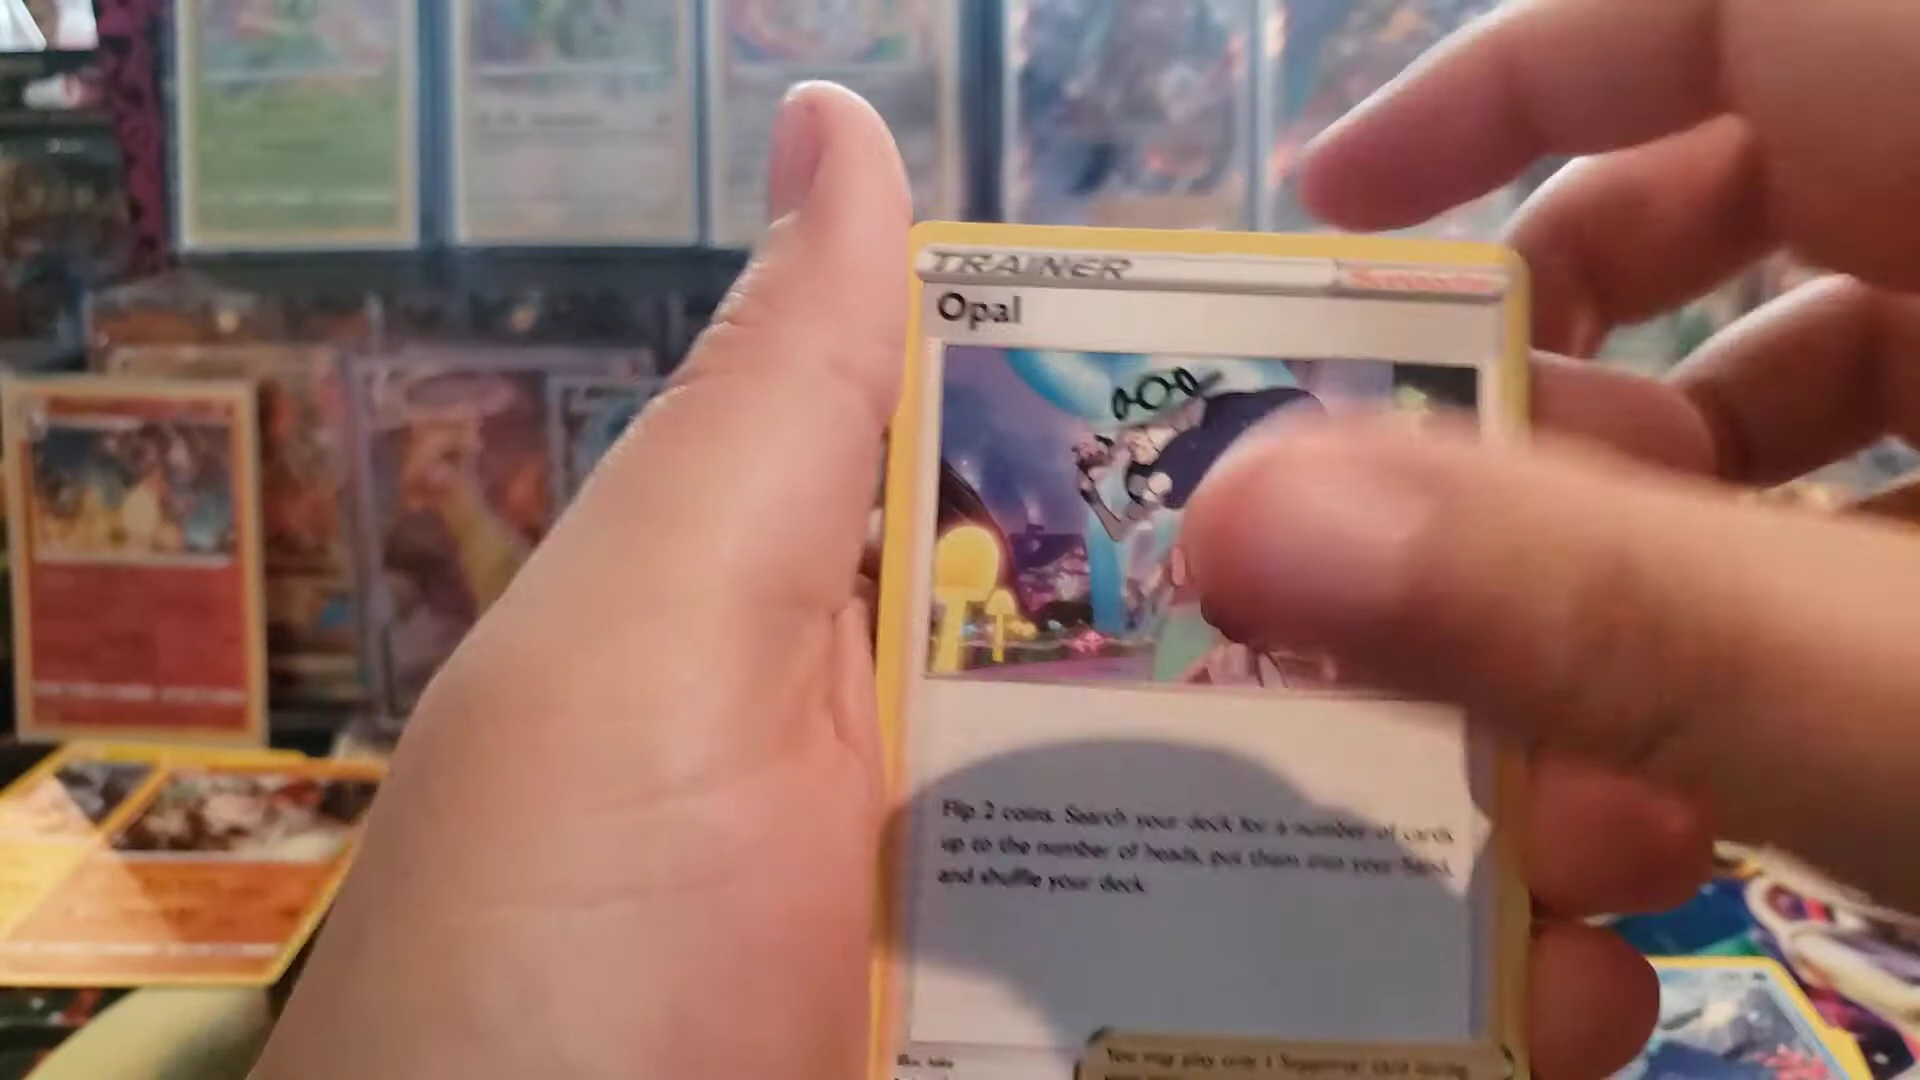 TRAINER
Supporter
Opal
Flip 2 coins. Search your deck for a number of cards
up to the number of heads, put them into your hand,
and shuffle your deck.
You may play only 1 Supporter card during